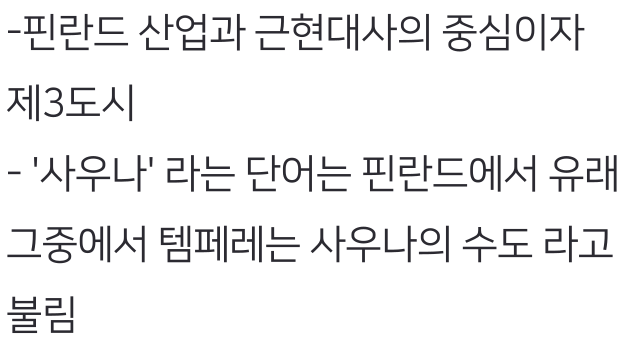 -핀란드 산업과 근현대사의 중심이자
제3도시
- '사우나' 라는 단어는 핀란드에서 유래
그중에서 템페레는 사우나의 수도 라고
불림